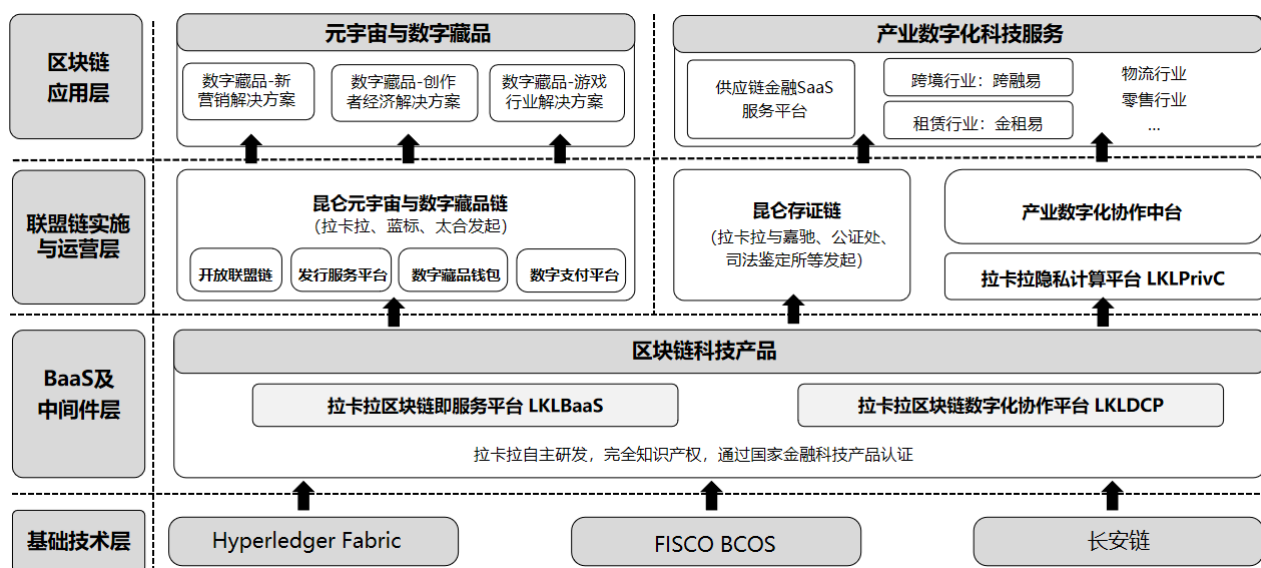 区块链
应用层
元宇宙与数字藏品
数字藏品-新
营销解决方案
数字藏品-创作
者经济解决方案
数字藏品-游戏
行业解决方案
产业数字化科技服务
供应链金融SaaS
服务平台
跨境行业：跨融易
租赁行业：金租易
物流行业
零售行业
...
联盟链实施
与运营层
昆仑元宇宙与数字藏品链
(拉卡拉、蓝标、太合发起)
开放联盟链
发行服务平台
数字藏品钱包
数字支付平台
昆仑存证链
(拉卡拉与嘉驰、公证处、
司法鉴定所等发起)
产业数字化协作中台
拉卡拉隐私计算平台 LKLPrivC
BaaS及
中间件层
区块链科技产品
拉卡拉区块链即服务平台 LKLBaaS
拉卡拉区块链数字化协作平台 LKLDCP
拉卡拉自主研发，完全知识产权，通过国家金融科技产品认证
基础技术层
Hyperledger Fabric
FISCO BCOS
长安链